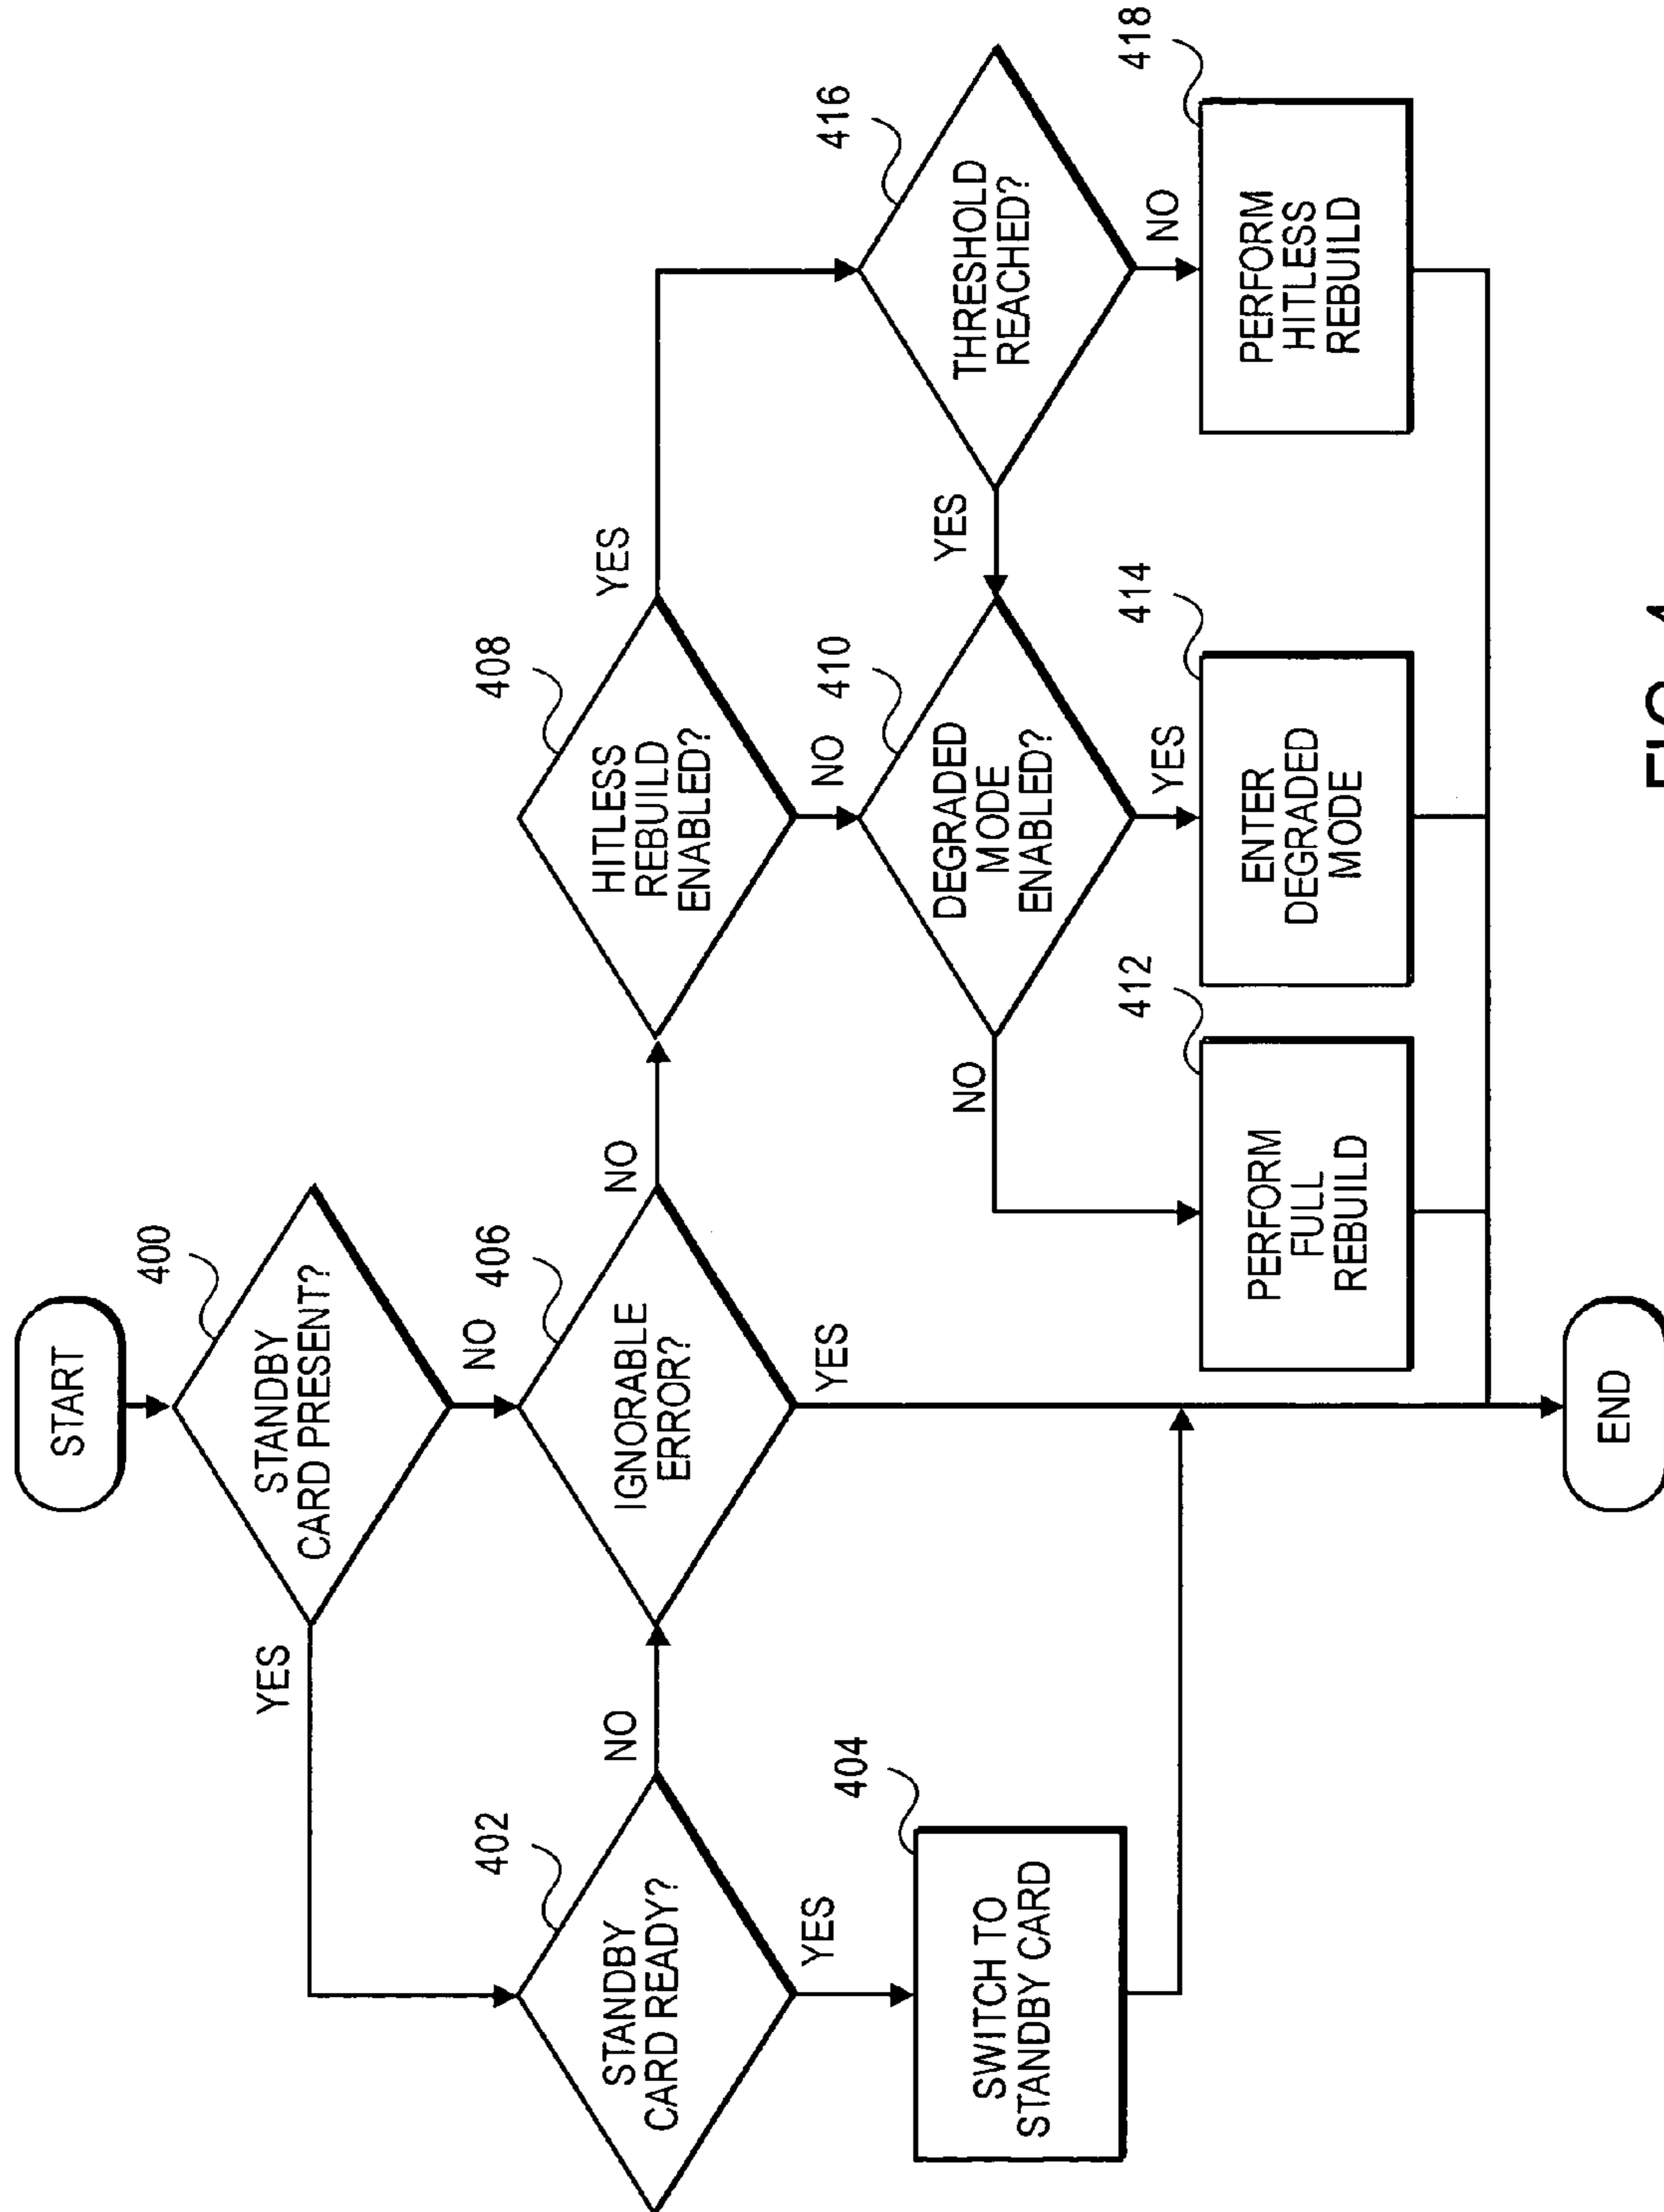 START
400
STANDBY
CARD PRESENT?
YES
NO
402
STANDBY
CARD READY?
NO
406
IGNORABLE
ERROR?
NO
408
HITLESS
REBUILD
ENABLED?
YES
YES
404
SWITCH TO
STANDBY CARD
YES
NO
410
DEGRADED
MODE
ENABLED?
YES
416
THRESHOLD
REACHED?
NO
YES
NO
412
PERFORM
FULL
REBUILD
414
ENTER
DEGRADED
MODE
418
PERFORM
HITLESS
REBUILD
END